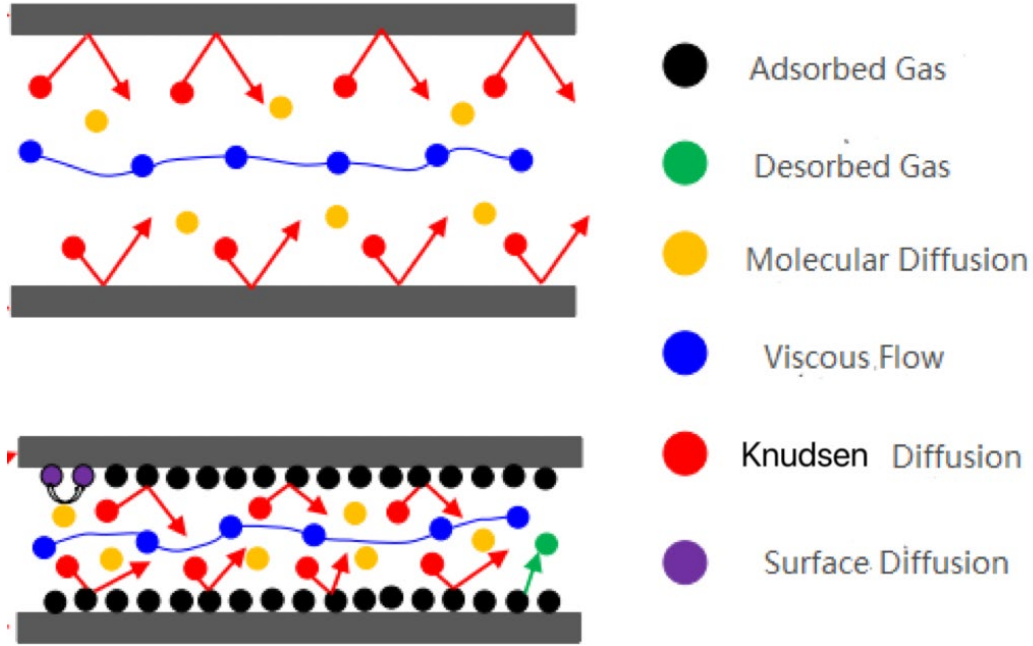 Adsorbed Gas
Desorbed Gas
Molecular Diffusion
Viscous Flow
Knudsen Diffusion
Surface Diffusion